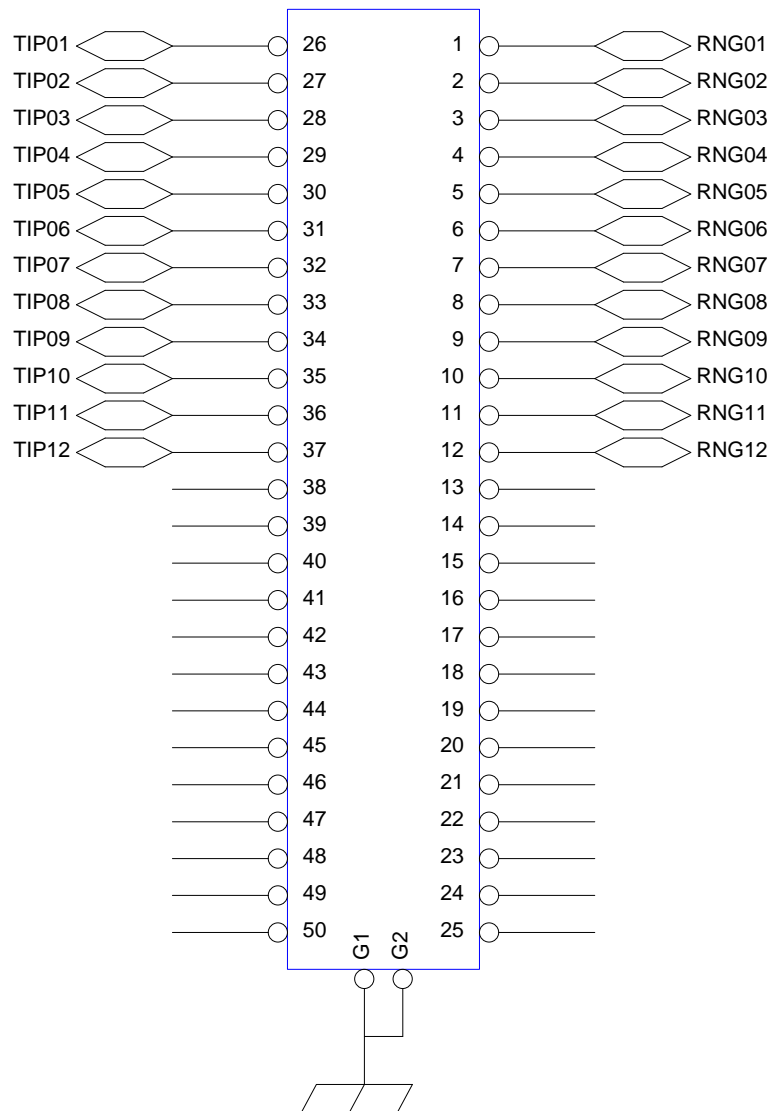 TIP01 26 1 RNG01
TIP02 27 2 RNG02
TIP03 28 3 RNG03
TIP04 29 4 RNG04
TIP05 30 5 RNG05
TIP06 31 6 RNG06
TIP07 32 7 RNG07
TIP08 33 8 RNG08
TIP09 34 9 RNG09
TIP10 35 10 RNG10
TIP11 36 11 RNG11
TIP12 37 12 RNG12
38 13
39 14
40 15
41 16
42 17
43 18
44 19
45 20
46 21
47 22
48 23
49 24
50 25
G1 G2